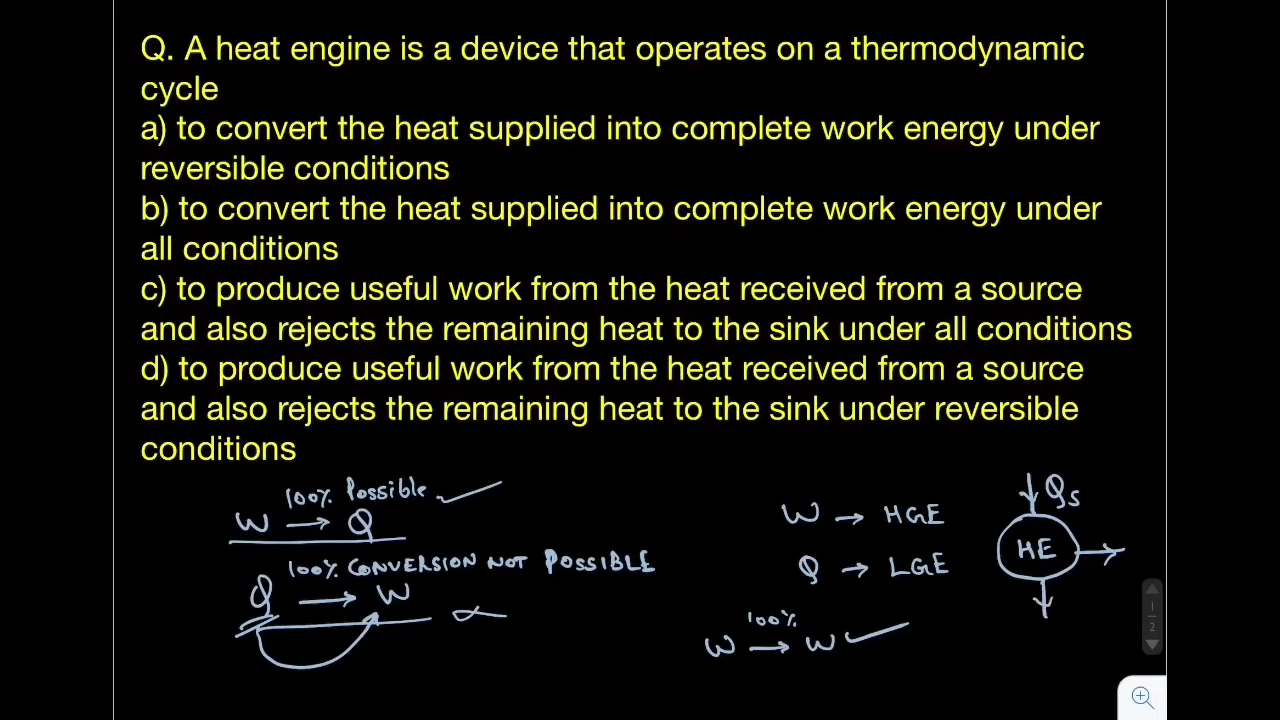 Q. A heat engine is a device that operates on a thermodynamic
cycle
a) to convert the heat supplied into complete work energy under
reversible conditions
b) to convert the heat supplied into complete work energy under
all conditions
c) to produce useful work from the heat received from a source
and also rejects the remaining heat to the sink under all conditions
d) to produce useful work from the heat received from a source
and also rejects the remaining heat to the sink under reversible
conditions
100% Possible
W → Q
100% CONVERSION NOT POSSIBLE
Q → W
W → HGE
Q → LGE
100%
W → W
Qs
HE
1
2